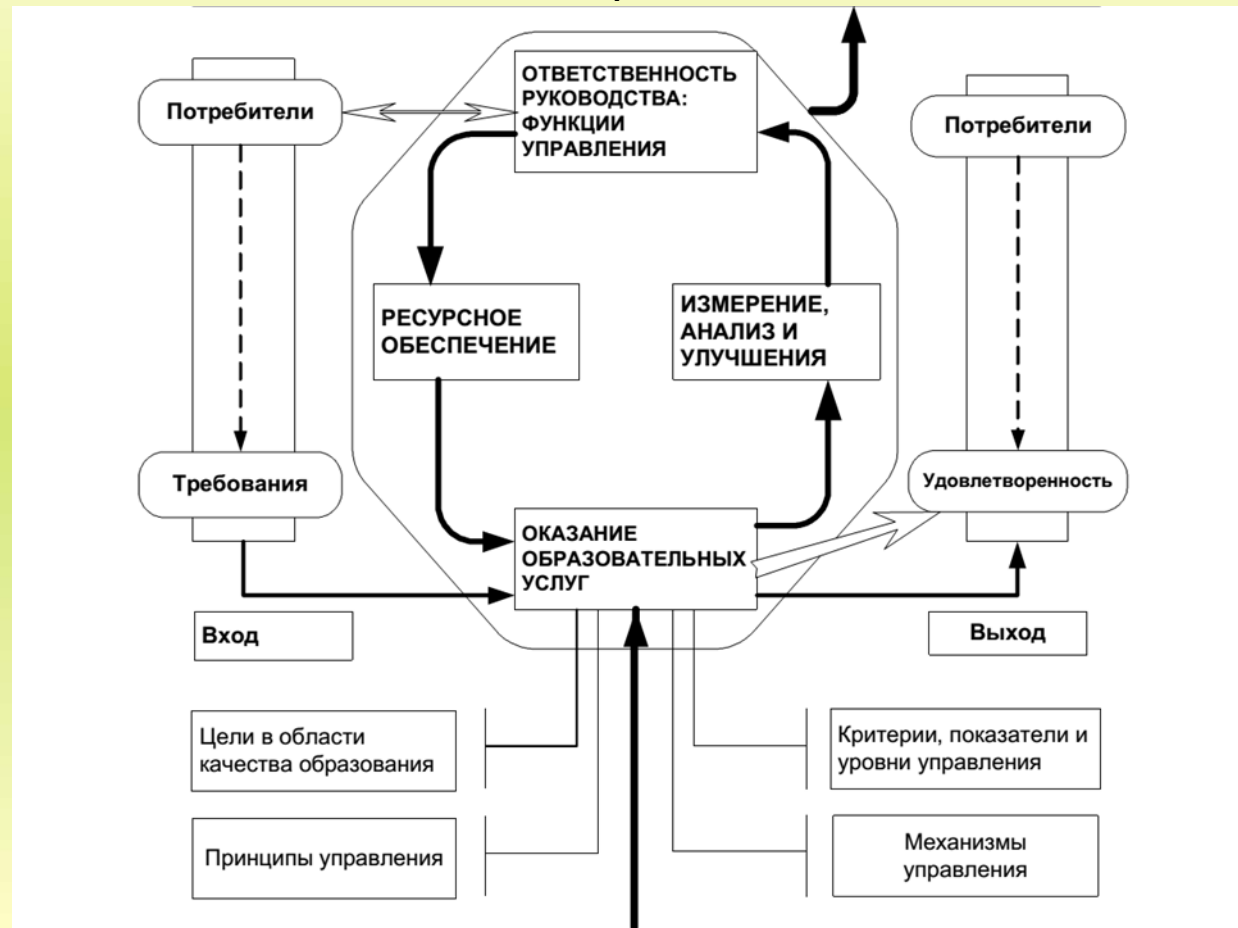 ОТВЕТСТВЕННОСТЬ
РУКОВОДСТВА:
ФУНКЦИИ
УПРАВЛЕНИЯ
Потребители
Потребители
РЕСУРСНОЕ
ОБЕСПЕЧЕНИЕ
ИЗМЕРЕНИЕ,
АНАЛИЗ И
УЛУЧШЕНИЯ
Требования
Удовлетворенность
ОКАЗАНИЕ
ОБРАЗОВАТЕЛЬНЫХ
УСЛУГ
Вход
Выход
Цели в области
качества образования
Критерии, показатели и
уровни управления
Принципы управления
Механизмы
управления